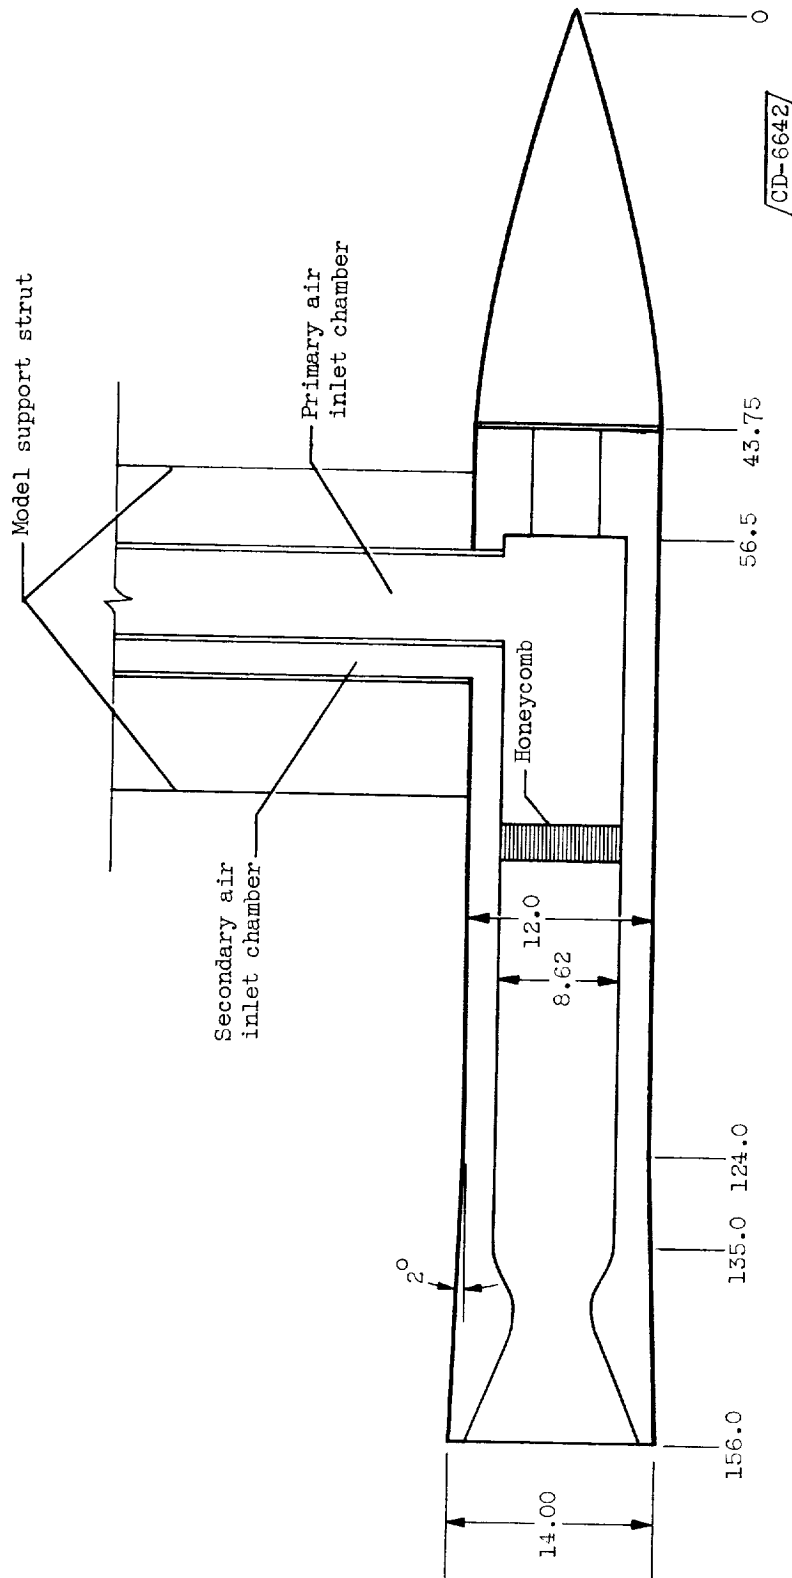 Model support strut
Primary air
inlet chamber
Secondary air
inlet chamber
Honeycomb
12.0
8.62
2°
14.00
156.0
135.0
124.0
56.5
43.75
0
CD-6642